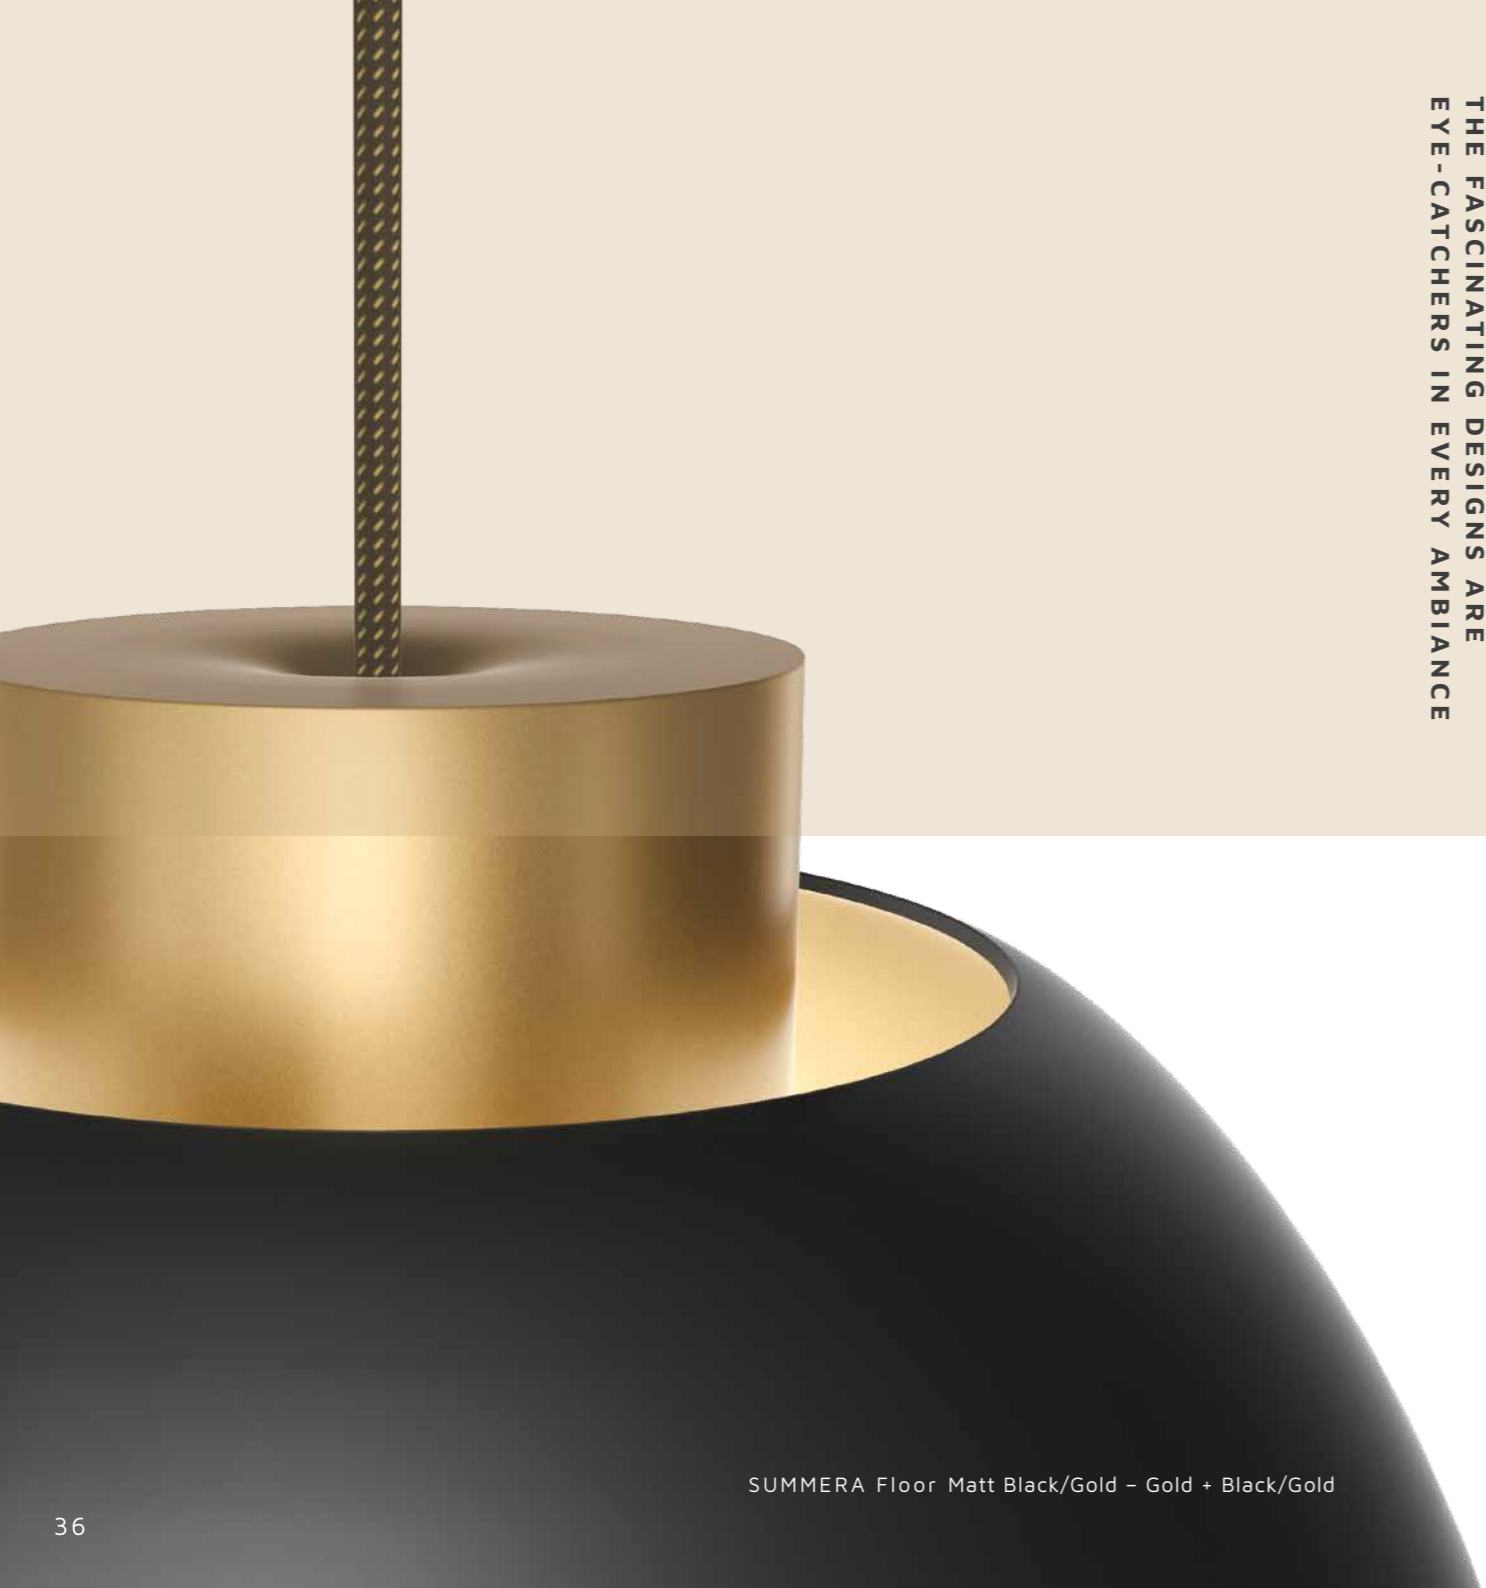 THE FASCINATING DESIGNS ARE
EYE-CATCHERS IN EVERY AMBIANCE
SUMMERA Floor Matt Black/Gold – Gold + Black/Gold
36